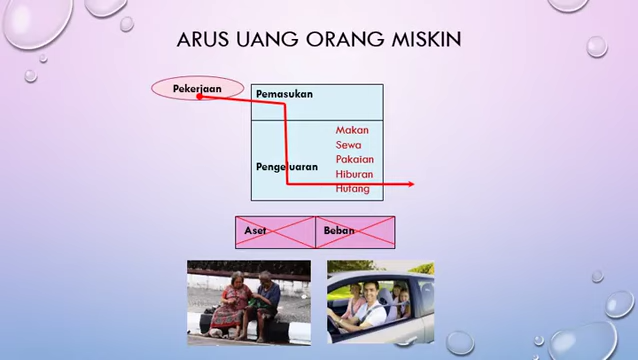 ARUS UANG ORANG MISKIN
Pekerjaan
Pemasukan
Pengeluaran
Makan
Sewa
Pakaian
Hiburan
Hutang
Aset
Beban